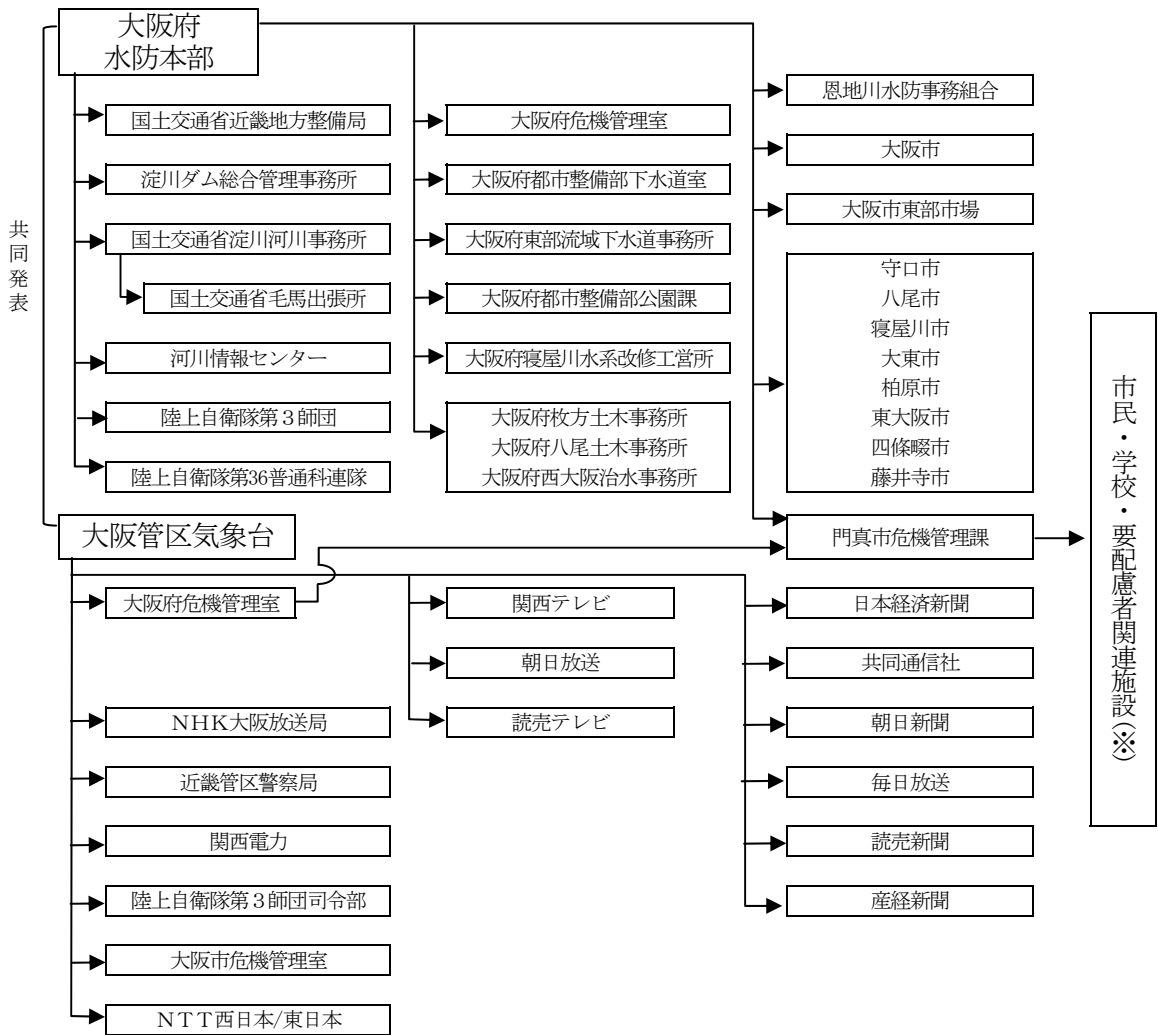 大阪府
水防本部
共同発表
国土交通省近畿地方整備局
淀川ダム総合管理事務所
国土交通省淀川河川事務所
国土交通省毛馬出張所
河川情報センター
陸上自衛隊第３師団
陸上自衛隊第36普通科連隊
大阪府危機管理室
大阪府都市整備部下水道室
大阪府東部流域下水道事務所
大阪府都市整備部公園課
大阪府寝屋川水系改修工営所
大阪府枚方土木事務所
大阪府八尾土木事務所
大阪府西大阪治水事務所
恩地川水防事務組合
大阪市
大阪市東部市場
守口市
八尾市
寝屋川市
大東市
柏原市
東大阪市
四條畷市
藤井寺市
門真市危機管理課
市民・学校・要配慮者関連施設(※)
大阪管区気象台
大阪府危機管理室
NHK大阪放送局
近畿管区警察局
関西電力
陸上自衛隊第３師団司令部
大阪市危機管理室
ＮＴＴ西日本/東日本
関西テレビ
朝日放送
読売テレビ
日本経済新聞
共同通信社
朝日新聞
毎日放送
読売新聞
産経新聞